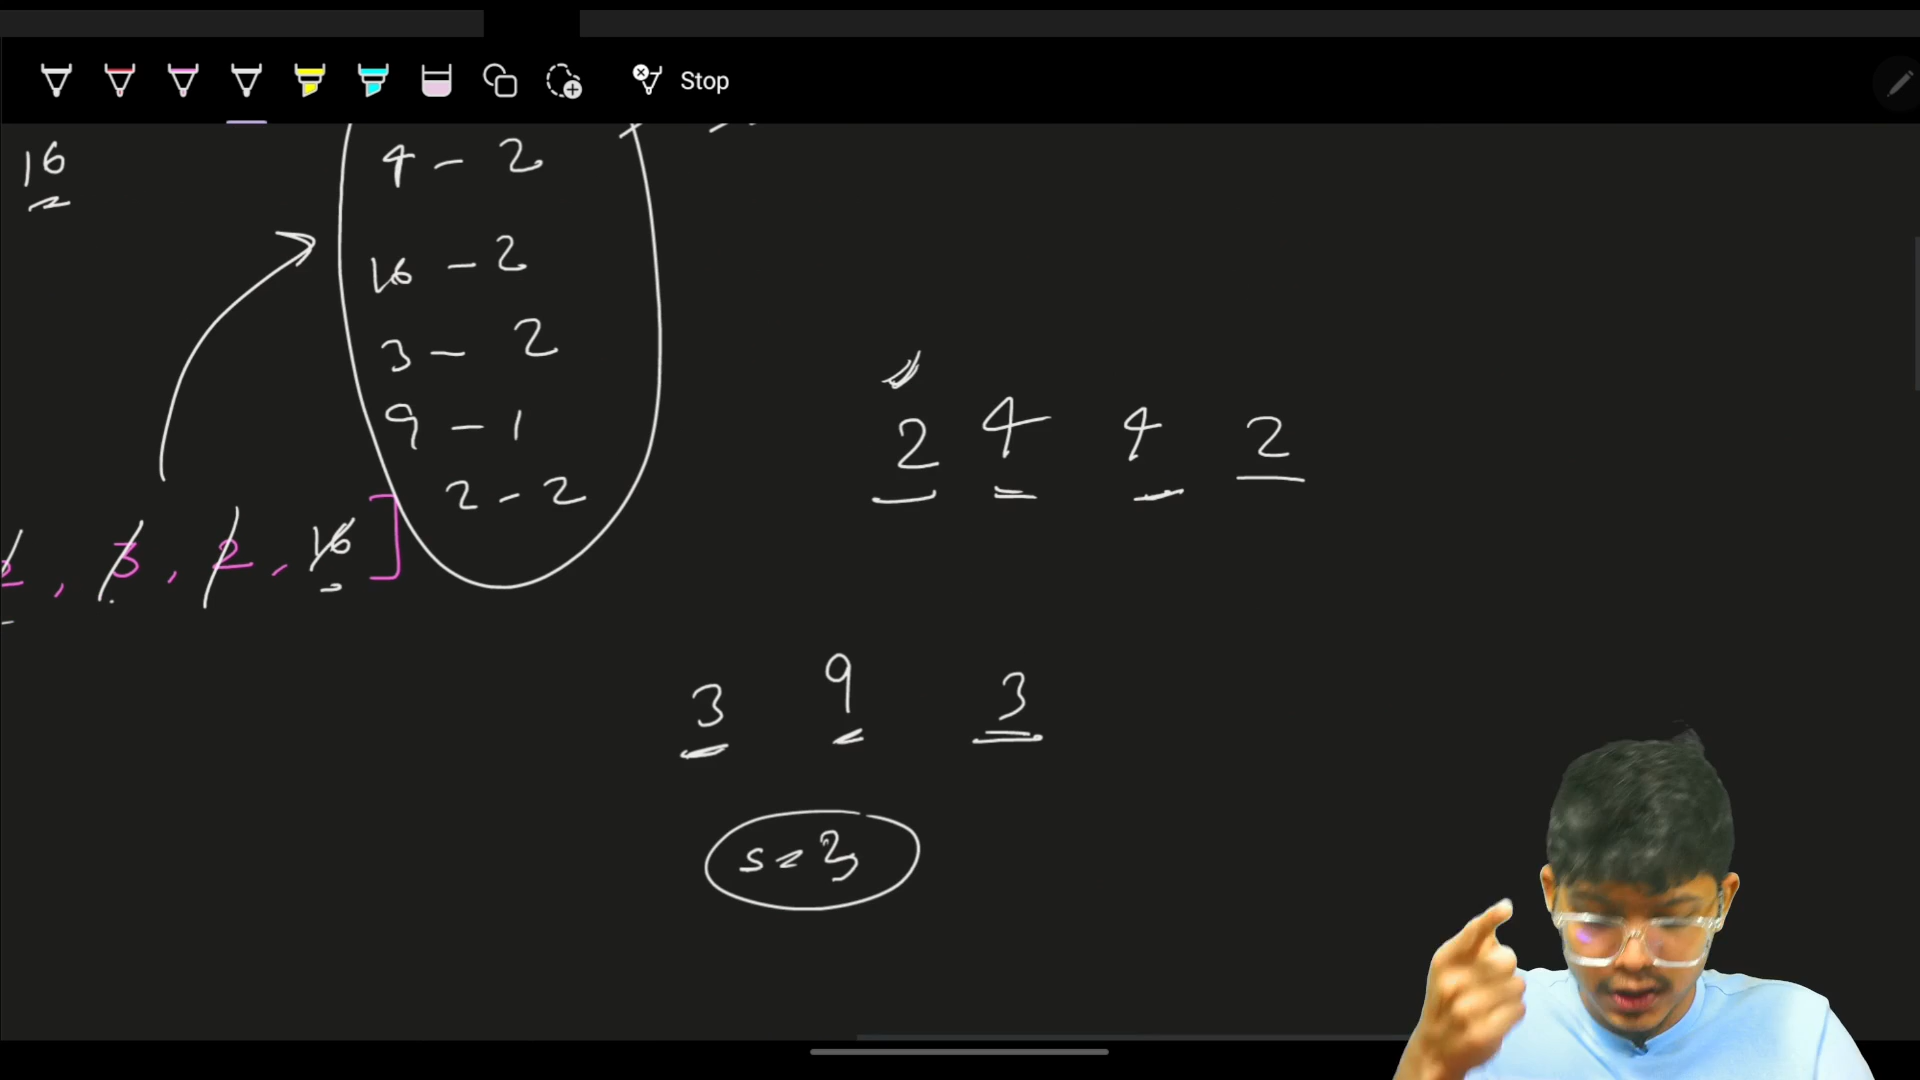 Stop
16
4 - 2
16 - 2
3 - 2
9 - 1
2 - 2
, 3, 2, 16]
2 4 4 2
3 9 3
s = 3